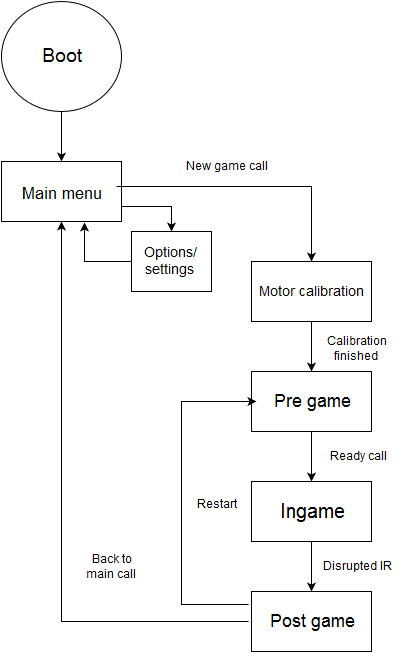 Boot
New game call
Main menu
Options/
settings
Motor calibration
Calibration
finished
Pre game
Ready call
Restart
Ingame
Back to
main call
Disrupted IR
Post game